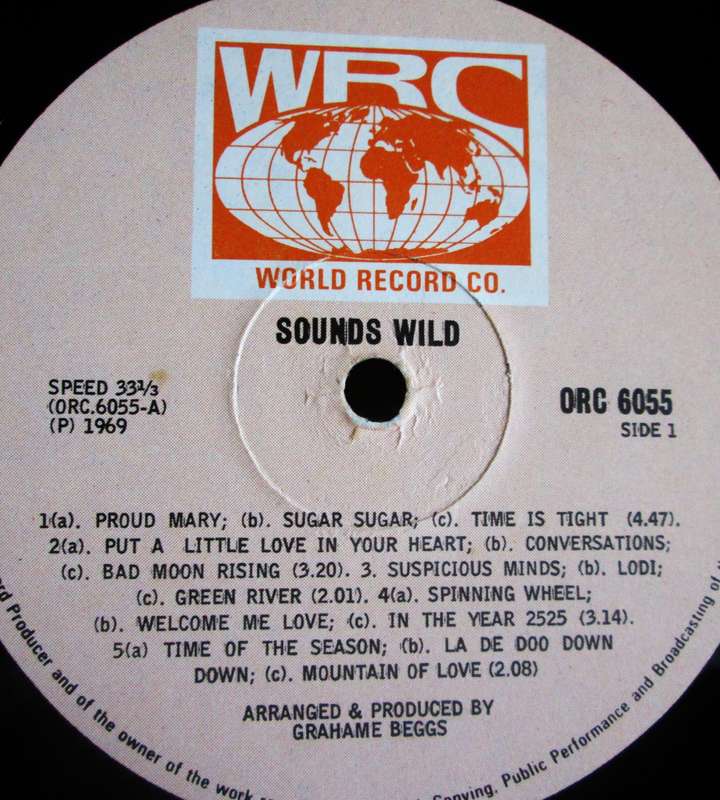 WRC
WORLD RECORD CO.
SOUNDS WILD
SPEED 33⅓
(ORC.6055-A)
(P) 1969
ORC 6055
SIDE 1
1(a). PROUD MARY; (b). SUGAR SUGAR; (c). TIME IS TIGHT (4.47).
2(a). PUT A LITTLE LOVE IN YOUR HEART; (b). CONVERSATIONS;
(c). BAD MOON RISING (3.20). 3. SUSPICIOUS MINDS; (b). LODI;
(c). GREEN RIVER (2.01). 4(a). SPINNING WHEEL;
(b). WELCOME ME LOVE; (c). IN THE YEAR 2525 (3.14).
5(a) TIME OF THE SEASON; (b). LA DE DOO DOWN
DOWN; (c). MOUNTAIN OF LOVE (2.08)
ARRANGED & PRODUCED BY
GRAHAME BEGGS
Producer and of the owner of the work Copying, Public Performance and Broadcasting of